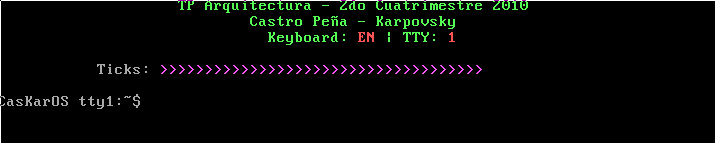 TP Arquitectura - 2do Cuatrimestre 2010
Castro Peña - Karpovsky
Keyboard: EN | TTY: 1
Ticks: >>>>>>>>>>>>>>>>>>>>>>>>>>>>>>>>>>>>
CasKarOS tty1:~$